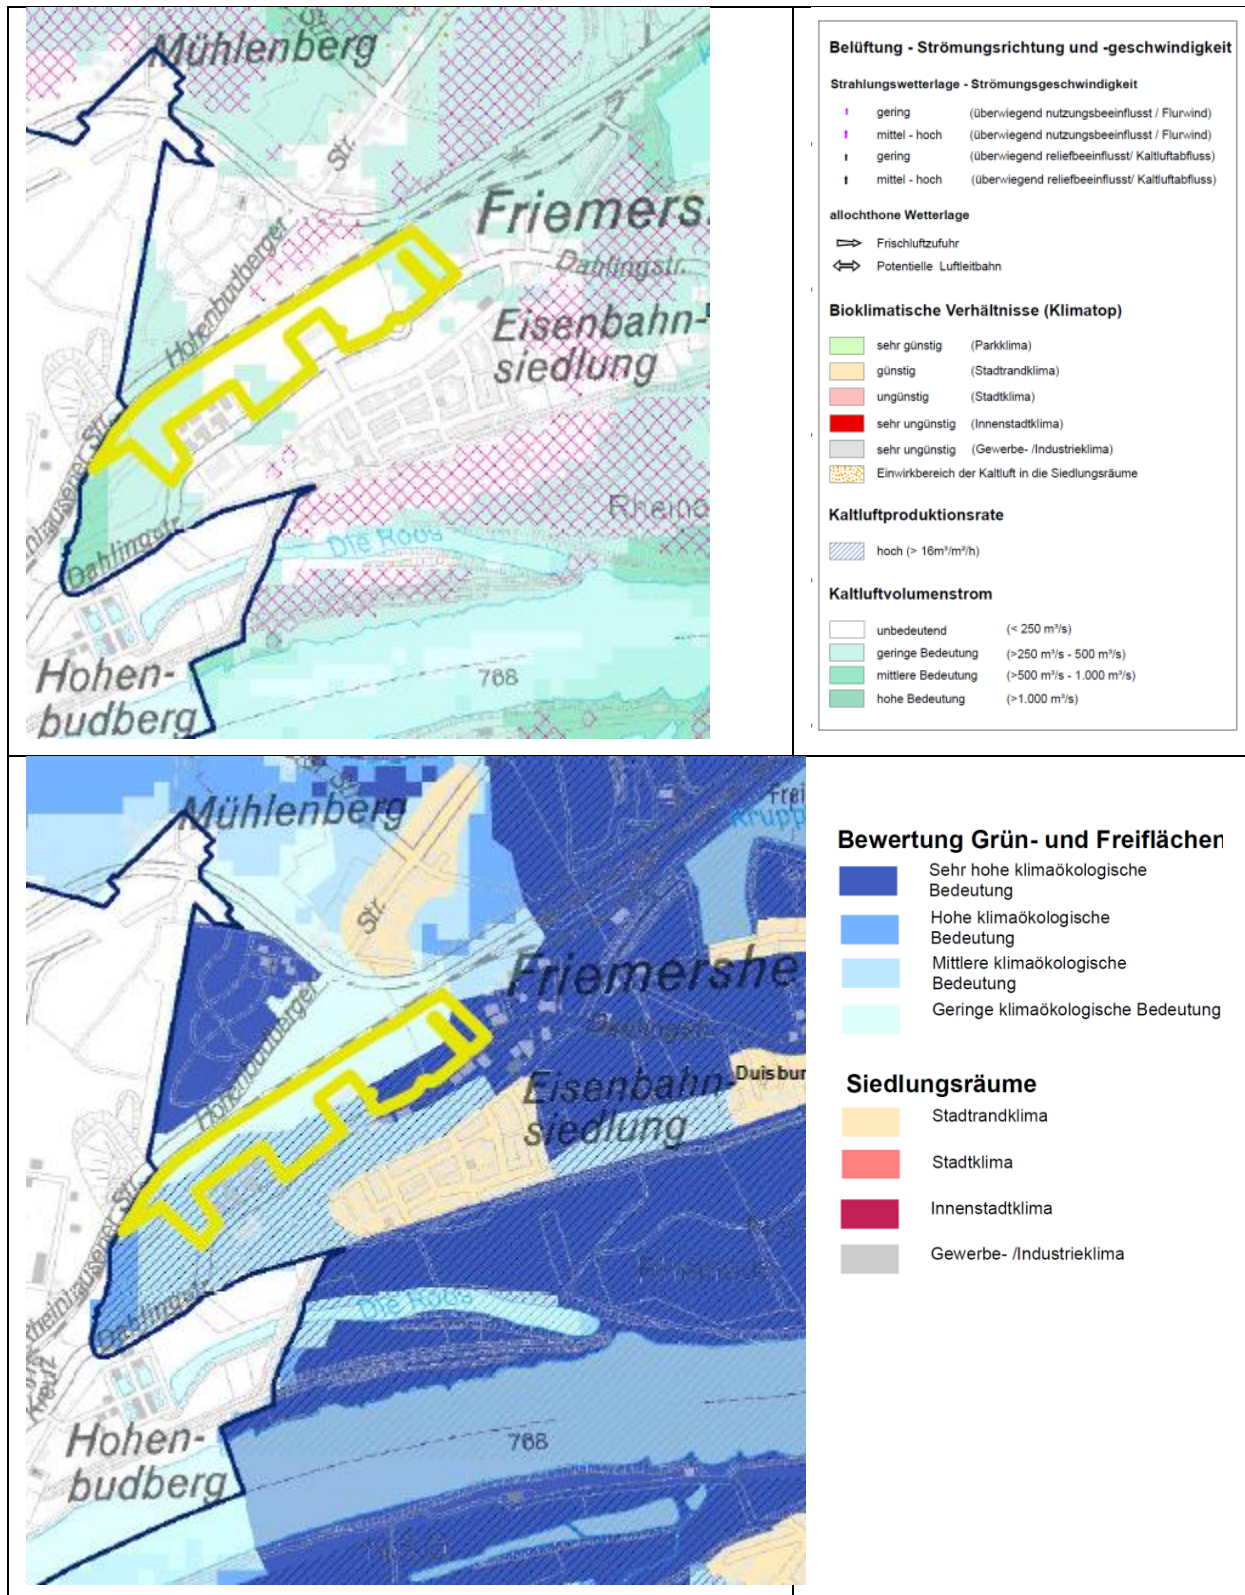 Mühlenberg
Str.
Friemers
Dahlingstr.
Hohenbudberger
Eisenbahn-
siedlung
Str.
Rhein
Die Roos
Dahlingstr.
Hohen-
budberg
768
Belüftung - Strömungsrichtung und -geschwindigkeit
Strahlungswetterlage - Strömungsgeschwindigkeit
gering (überwiegend nutzungsbeeinflusst / Flurwind)
mittel - hoch (überwiegend nutzungsbeeinflusst / Flurwind)
gering (überwiegend reliefbeeinflusst/ Kaltluftabfluss)
mittel - hoch (überwiegend reliefbeeinflusst/ Kaltluftabfluss)
allochthone Wetterlage
Frischluftzufuhr
Potentielle Luftleitbahn
Bioklimatische Verhältnisse (Klimatop)
sehr günstig (Parkklima)
günstig (Stadtrandklima)
ungünstig (Stadtklima)
sehr ungünstig (Innenstadtklima)
sehr ungünstig (Gewerbe- /Industrieklima)
Einwirkbereich der Kaltluft in die Siedlungsräume
Kaltluftproduktionsrate
hoch (> 16m³/m²/h)
Kaltluftvolumenstrom
unbedeutend (< 250 m³/s)
geringe Bedeutung (>250 m³/s - 500 m³/s)
mittlere Bedeutung (>500 m³/s - 1.000 m³/s)
hohe Bedeutung (>1.000 m³/s)
Mühlenberg
Frei
Krupp
Str.
Friemershe
Dahlingstr.
Hohenbudberger
Duisbur
Eisenbahn-
siedlung
Rheinhausener Str.
Die Roos
Dahlingstr.
Kreuz
Hohen-
budberg
768
Bewertung Grün- und Freiflächen
Sehr hohe klimaökologische
Bedeutung
Hohe klimaökologische
Bedeutung
Mittlere klimaökologische
Bedeutung
Geringe klimaökologische Bedeutung
Siedlungsräume
Stadtrandklima
Stadtklima
Innenstadtklima
Gewerbe- /Industrieklima